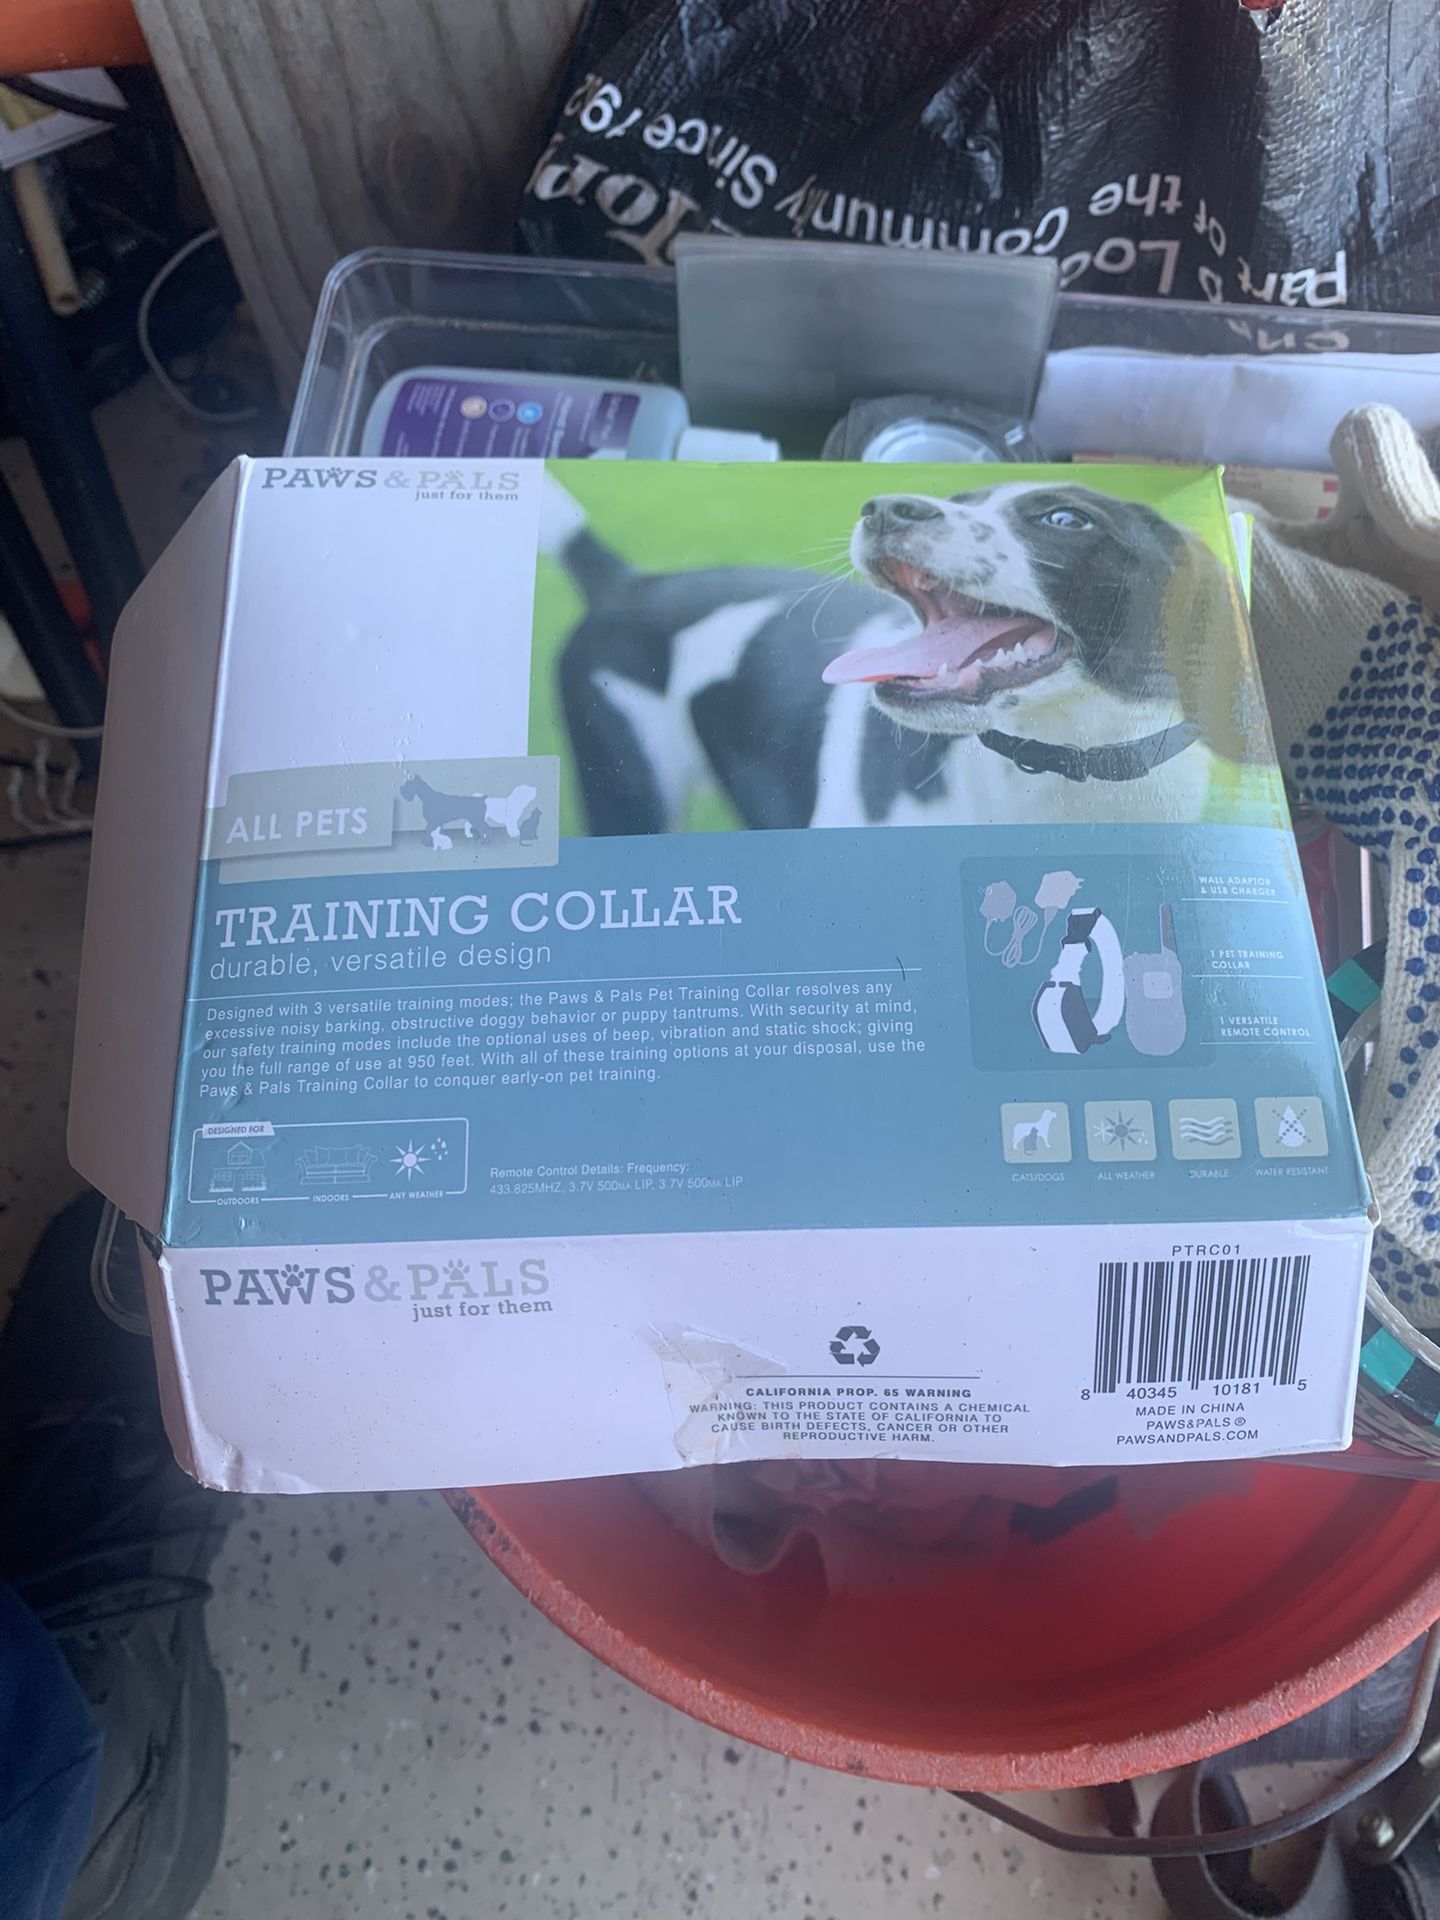 Since 192
Community
Part Of the
PAWS & PALS
just for them
ALL PETS
TRAINING COLLAR
durable, versatile design
Designed with 3 versatile training modes; the Paws & Pals Pet Training Collar resolves any
excessive noisy barking, obstructive doggy behavior or puppy tantrums. With security at mind,
our safety training modes include the optional uses of beep, vibration and static shock; giving
you the full range of use at 950 feet. With all of these training options at your disposal, use the
Paws & Pals Training Collar to conquer early-on pet training.
WALL ADAPTOR
& USB CHARGER
1 PET TRAINING
COLLAR
1 VERSATILE
REMOTE CONTROL
DESIGNED FOR
OUTDOORS
INDOORS
ANY WEATHER
Remote Control Details: Frequency:
433.825MHZ, 3.7V 500MA LIP, 3.7V 500MA LIP
CATS/DOGS
ALL WEATHER
DURABLE
WATER RESISTANT
PAWS & PALS
just for them
CALIFORNIA PROP. 65 WARNING
WARNING: THIS PRODUCT CONTAINS A CHEMICAL
KNOWN TO THE STATE OF CALIFORNIA TO
CAUSE BIRTH DEFECTS, CANCER OR OTHER
REPRODUCTIVE HARM.
PTRC01
8 40345 10181 5
MADE IN CHINA
PAWS&PALS ®
PAWSANDPALS.COM